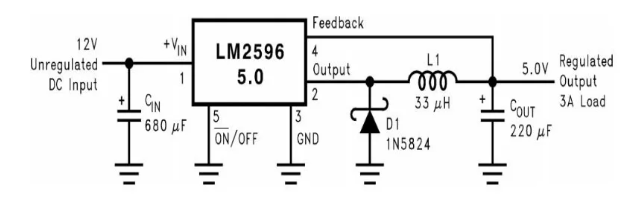 Feedback
12V
Unregulated
DC Input
+V_IN
1
LM2596
5.0
4
Output
2
L1
33 μH
5.0V
Regulated
Output
3A Load
+
C_IN
680 μF
5
O̅N̅/OFF
3
GND
D1
1N5824
+
C_OUT
220 μF